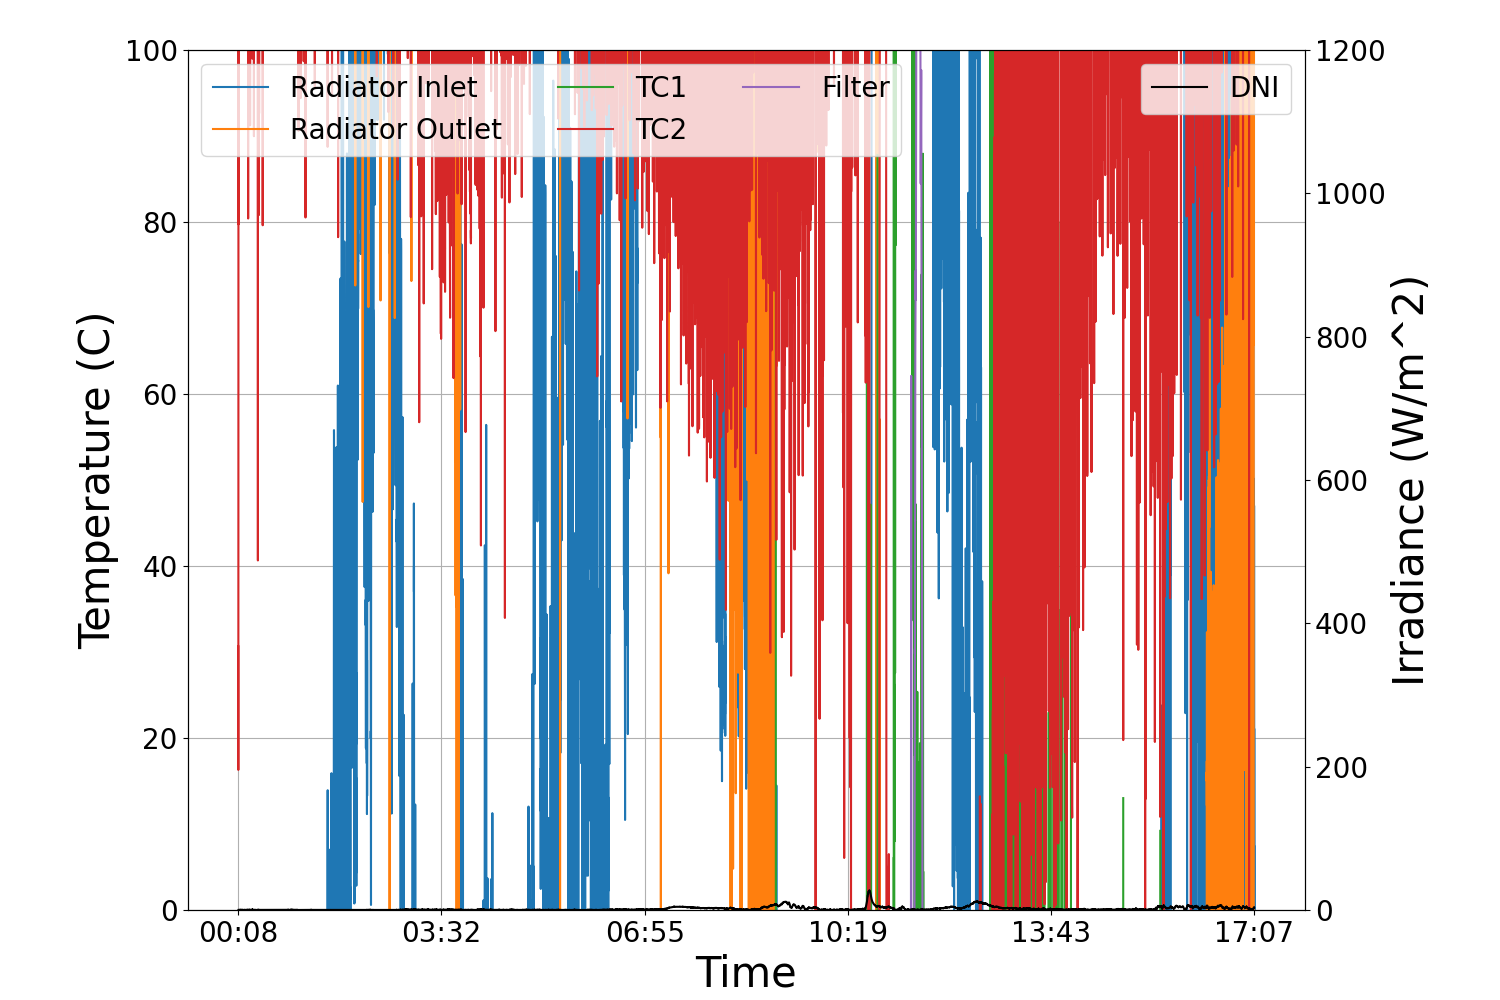 100
80
60
40
20
0
Temperature (C)
Radiator Inlet
Radiator Outlet
TC1
TC2
Filter
DNI
1200
1000
800
600
400
200
0
Irradiance (W/m^2)
00:08
03:32
06:55
10:19
13:43
17:07
Time